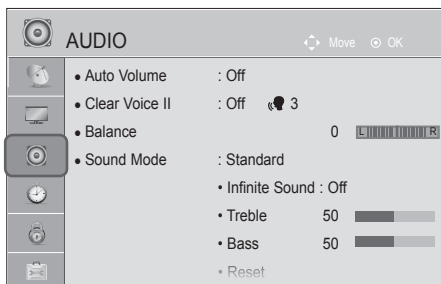 AUDIO Move OK
• Auto Volume : Off
• Clear Voice II : Off 3
• Balance 0 L R
• Sound Mode : Standard
• Infinite Sound : Off
• Treble 50
• Bass 50
• Reset